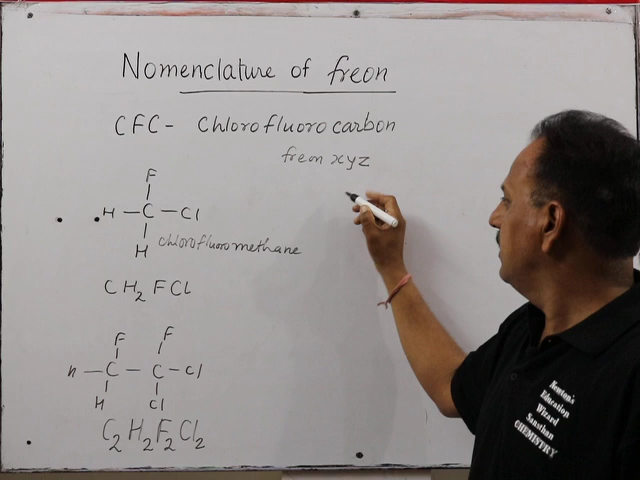 Nomenclature of freon
CFC- Chlorofluorocarbon
freon xyz
F
H - C - Cl
H
chlorofluoromethane
CH₂FCl
F F
H - C - C - Cl
H Cl
C₂H₂F₂Cl₂
Newton's
Education
Wizard
Sansthan
CHEMISTRY